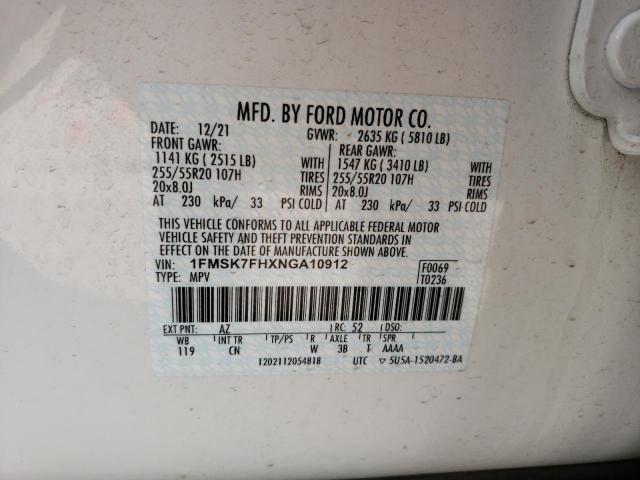 MFD. BY FORD MOTOR CO.
DATE: 12/21 GVWR: 2635 KG ( 5810 LB)
FRONT GAWR: REAR GAWR:
1141 KG ( 2515 LB) WITH 1547 KG ( 3410 LB) WITH
255/55R20 107H TIRES 255/55R20 107H TIRES
20x8.0J RIMS 20x8.0J RIMS
AT 230 kPa/ 33 PSI COLD AT 230 kPa/ 33 PSI COLD
THIS VEHICLE CONFORMS TO ALL APPLICABLE FEDERAL MOTOR
VEHICLE SAFETY AND THEFT PREVENTION STANDARDS IN
EFFECT ON THE DATE OF MANUFACTURE SHOWN ABOVE.
VIN: 1FMSK7FHXNGA10912 F0069
TYPE: MPV T0236
EXT PNT: AZ RC: 52 DSO:
WB INT TR TP/PS R AXLE TR SPR
119 CN W 3B T AAAA
1202112054818 UTC ▽ 5U5A-1520472-BA